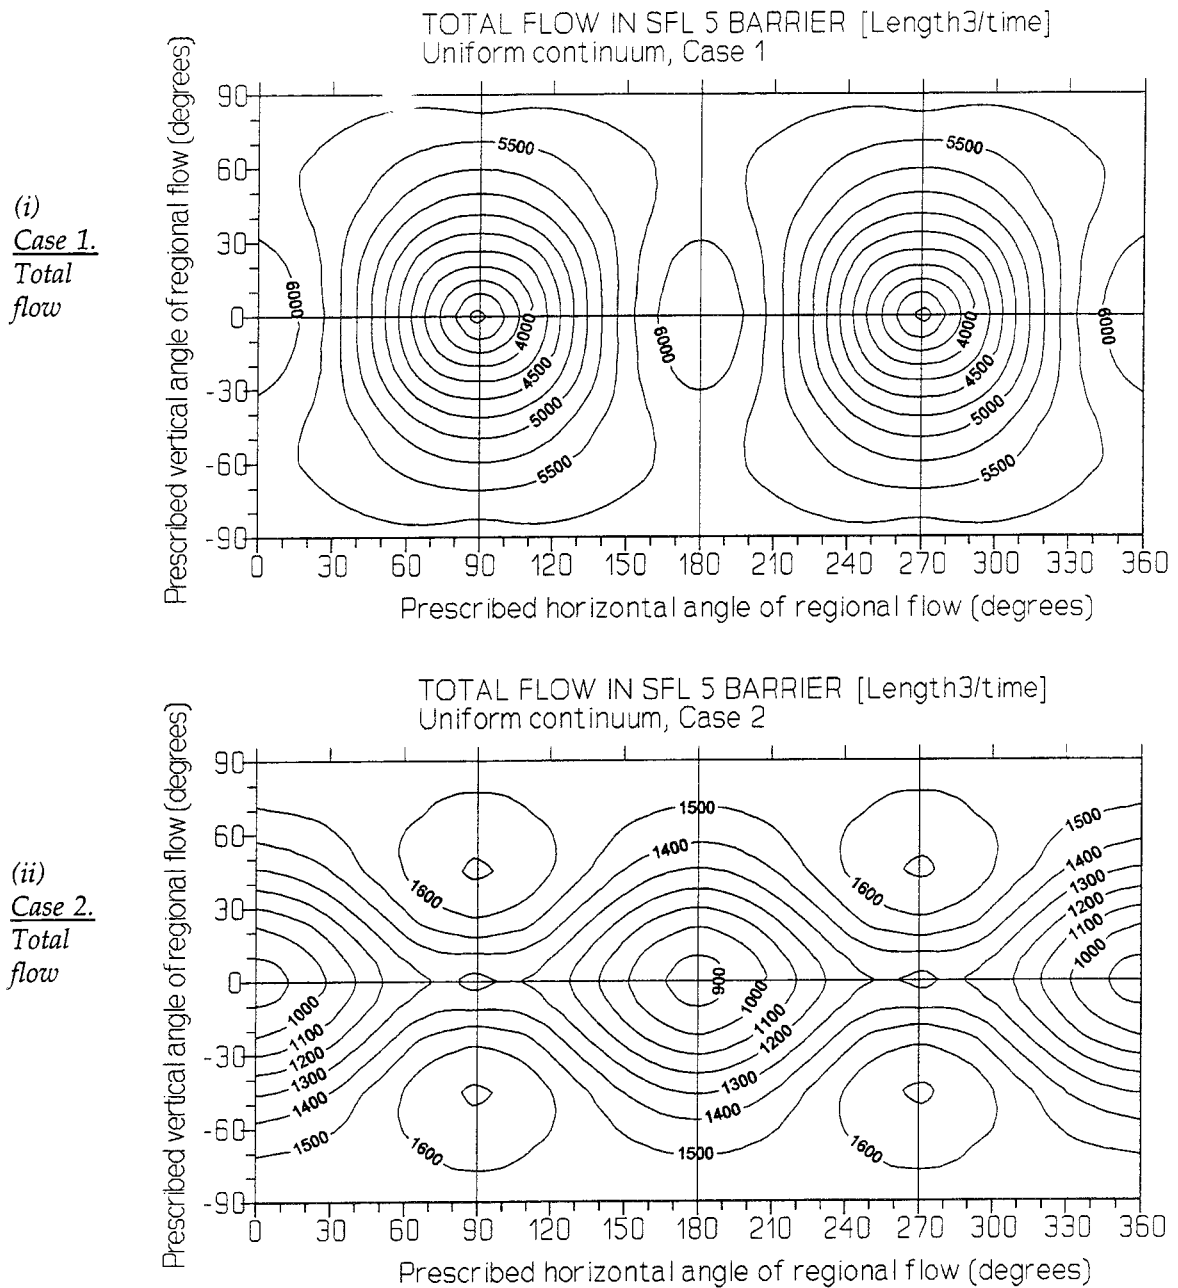 TOTAL FLOW IN SFL 5 BARRIER [Length3/time]
Uniform continuum, Case 1
(i)
Case 1.
Total
flow
Prescribed vertical angle of regional flow (degrees)
90
60
30
0
-30
-60
-90
5500
6000
4000
4500
5000
5500
6000
5500
4000
4500
5000
5500
6000
0 30 60 90 120 150 180 210 240 270 300 330 360
Prescribed horizontal angle of regional flow (degrees)
TOTAL FLOW IN SFL 5 BARRIER [Length3/time]
Uniform continuum, Case 2
(ii)
Case 2.
Total
flow
Prescribed vertical angle of regional flow (degrees)
90
60
30
0
-30
-60
-90
1000
1100
1200
1300
1400
1500
1600
1600
1500
1400
900
1000
1100
1200
1300
1400
1500
1600
1600
1500
1400
1300
1200
1100
1000
0 30 60 90 120 150 180 210 240 270 300 330 360
Prescribed horizontal angle of regional flow (degrees)